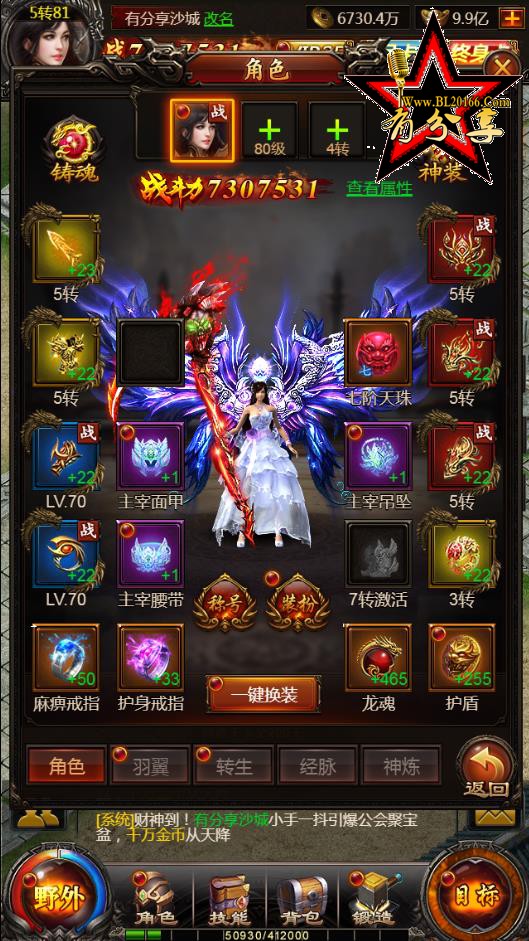 5转81
有分享沙城 改名
6730.4万
9.9亿
终身
角色
Www.BL20166.Com
有分享
铸魂
战
80级
4转
神装
战斗力7307531
查看属性
+23
5转
战
+22
5转
+22
5转
七
七阶天珠
战
+22
5转
战
+22
LV.70
+1
主宰面甲
+1
主宰吊坠
战
+22
5转
战
+22
LV.70
+1
主宰腰带
7转激活
+22
3转
称号
装扮
+50
麻痹戒指
+33
护身戒指
一键换装
+465
龙魂
+255
护盾
角色
羽翼
转生
经脉
神炼
返回
[系统]财神到！有分享沙城小手一抖引爆公会聚宝
盆，千万金币从天降
野外
角色
技能
背包
锻造
目标
50930/412000